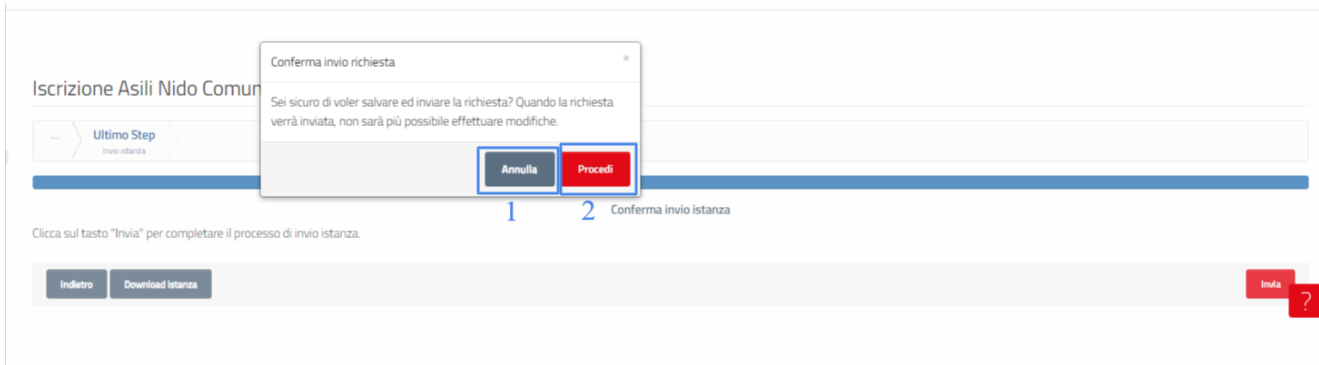 Conferma invio richiesta
×
Iscrizione Asili Nido Comun
Sei sicuro di voler salvare ed inviare la richiesta? Quando la richiesta
verrà inviata, non sarà più possibile effettuare modifiche.
...
Ultimo Step
Invio istanza
Annulla
Procedi
1
2
Conferma invio istanza
Clicca sul tasto "Invia" per completare il processo di invio istanza.
Indietro
Download istanza
Invia
?